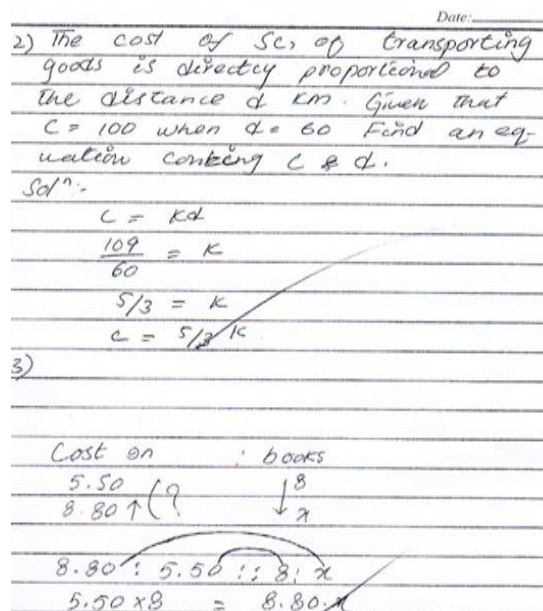 Date:
2) The cost of Sc, of transporting
goods is directly proportional to
the distance d km. Given that
C = 100 when d = 60 Find an eq-
uation conking C & d.
Solⁿ:-
C = Kd
109/60 = K
5/3 = K
C = 5/3 K
3)
Cost on : books
5.50 8
8.80 ↑ (? ↓ x
8.80 : 5.50 :: 8 : x
5.50 x 8 = 8.80 . x